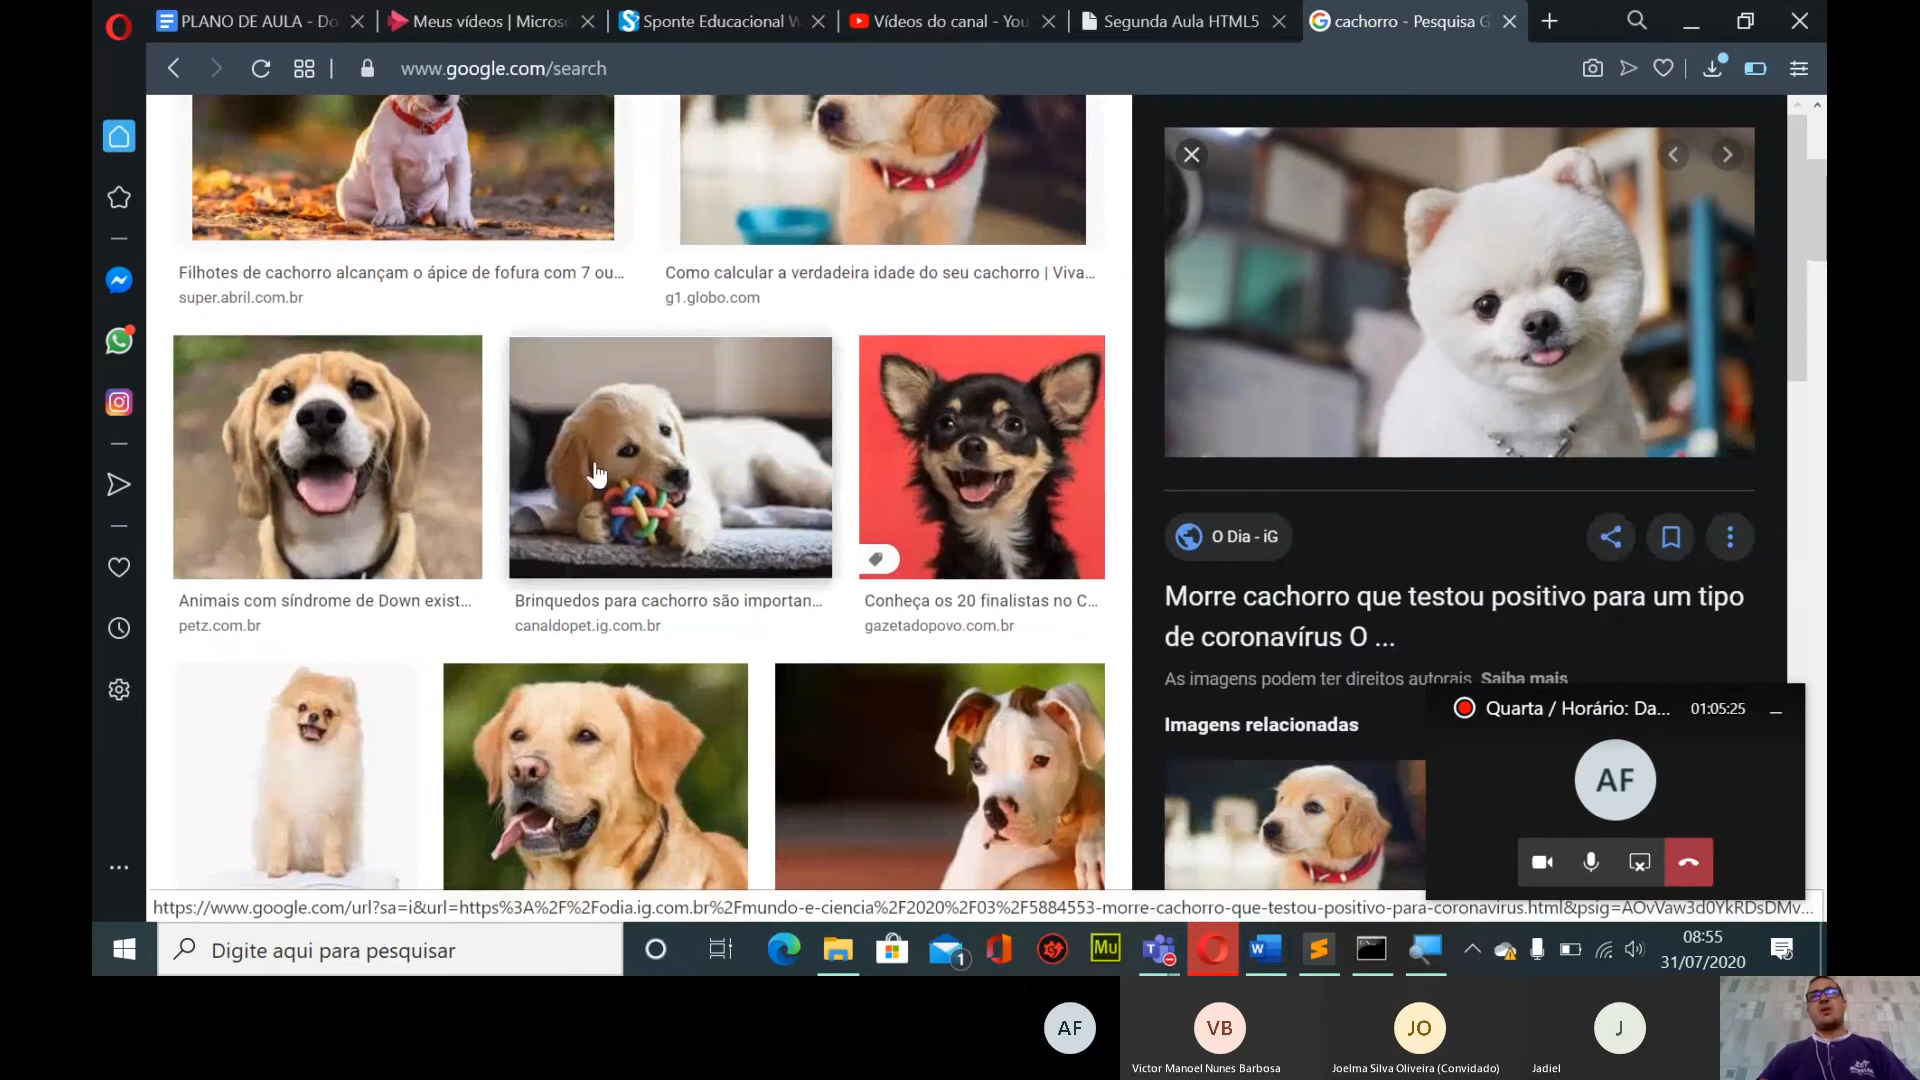 PLANO DE AULA - Do
Meus vídeos | Micros
Sponte Educacional W
Vídeos do canal - You
Segunda Aula HTML5
cachorro - Pesquisa G
www.google.com/search
Filhotes de cachorro alcançam o ápice de fofura com 7 ou...
super.abril.com.br
Como calcular a verdadeira idade do seu cachorro | Viva...
g1.globo.com
Animais com síndrome de Down exist...
petz.com.br
Brinquedos para cachorro são importan...
canaldopet.ig.com.br
Conheça os 20 finalistas no C...
gazetadopovo.com.br
O Dia - iG
Morre cachorro que testou positivo para um tipo
de coronavírus O ...
As imagens podem ter direitos autorais. Saiba mais
Imagens relacionadas
Quarta / Horário: Da... 01:05:25
AF
https://www.google.com/url?sa=i&url=https%3A%2F%2Fodia.ig.com.br%2Fmundo-e-ciencia%2F2020%2F03%2F5884553-morre-cachorro-que-testou-positivo-para-coronavirus.html&psig=AOvVaw3d0YkRDsDMv...
Digite aqui para pesquisar
1
Mu
08:55
31/07/2020
AF
VB
JO
J
Victor Manoel Nunes Barbosa
Joelma Silva Oliveira (Convidado)
Jadiel